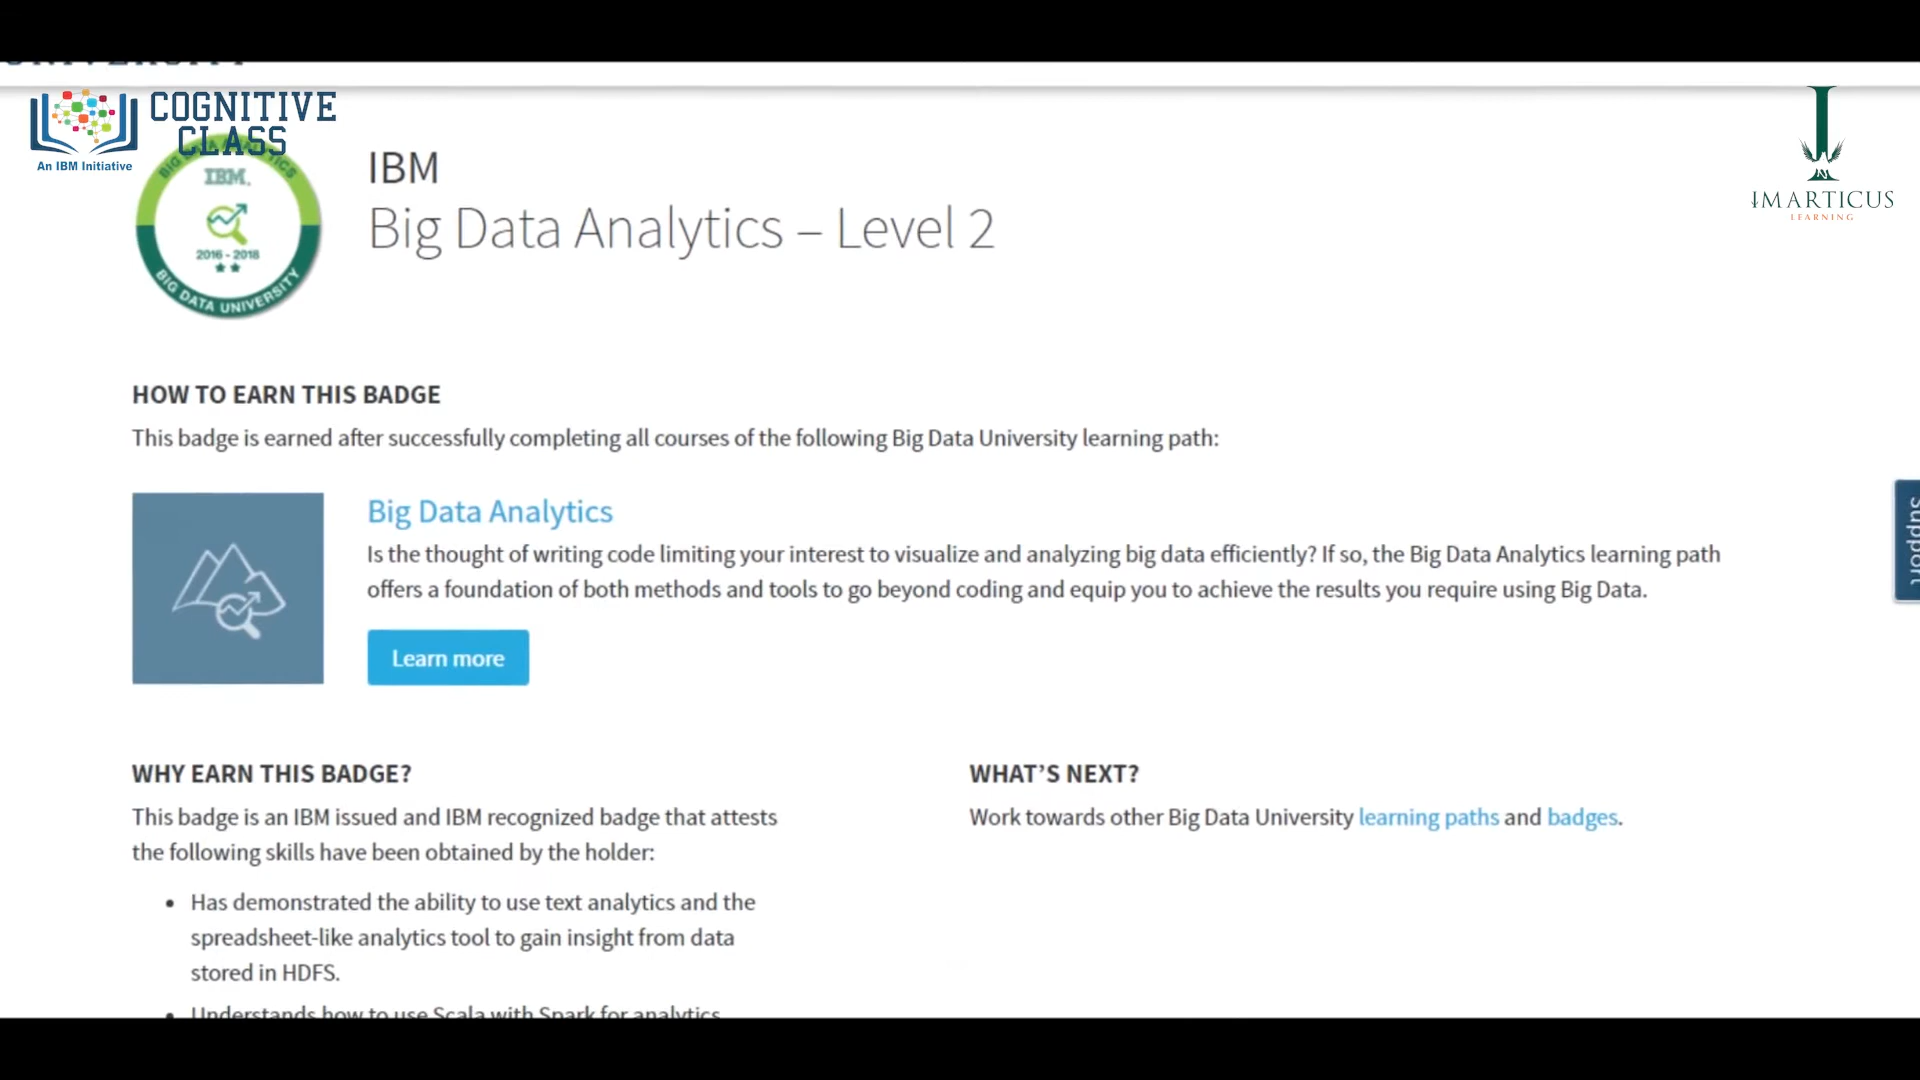 COGNITIVE
CLASS
An IBM Initiative
BIG DATA ANALYTICS
IBM.
2016 - 2018
BIG DATA UNIVERSITY
IBM
Big Data Analytics – Level 2
IMARTICUS
LEARNING
HOW TO EARN THIS BADGE
This badge is earned after successfully completing all courses of the following Big Data University learning path:
Big Data Analytics
Is the thought of writing code limiting your interest to visualize and analyzing big data efficiently? If so, the Big Data Analytics learning path
offers a foundation of both methods and tools to go beyond coding and equip you to achieve the results you require using Big Data.
Learn more
Support
WHY EARN THIS BADGE?
This badge is an IBM issued and IBM recognized badge that attests
the following skills have been obtained by the holder:
• Has demonstrated the ability to use text analytics and the
spreadsheet-like analytics tool to gain insight from data
stored in HDFS.
• Understands how to use Scala with Spark for analytics
WHAT’S NEXT?
Work towards other Big Data University learning paths and badges.